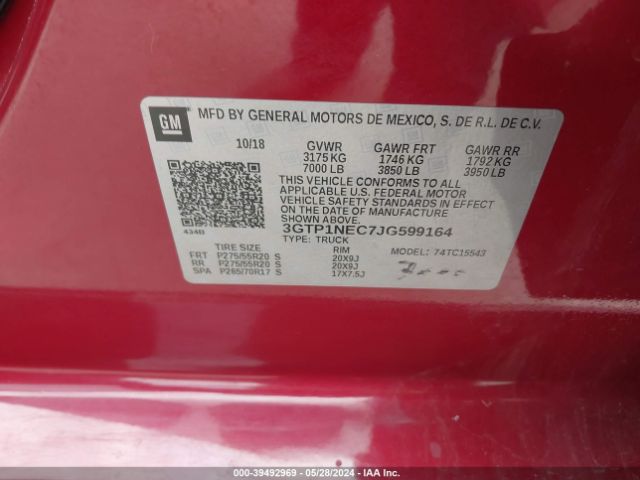 GM
MFD BY GENERAL MOTORS DE MEXICO, S. DE R.L. DE C.V.
10/18 GVWR GAWR FRT GAWR RR
3175 KG 1746 KG 1792 KG
7000 LB 3850 LB 3950 LB
THIS VEHICLE CONFORMS TO ALL
APPLICABLE U.S. FEDERAL MOTOR
VEHICLE SAFETY STANDARDS IN EFFECT
ON THE DATE OF MANUFACTURE SHOWN ABOVE.
3GTP1NEC7JG599164
TYPE: TRUCK MODEL: 74TC15543
TIRE SIZE RIM
FRT P275/55R20 S 20X9J
RR P275/55R20 S 20X9J
SPA P265/70R17 S 17X7.5J
000-39492969 - 05/28/2024 - IAA Inc.